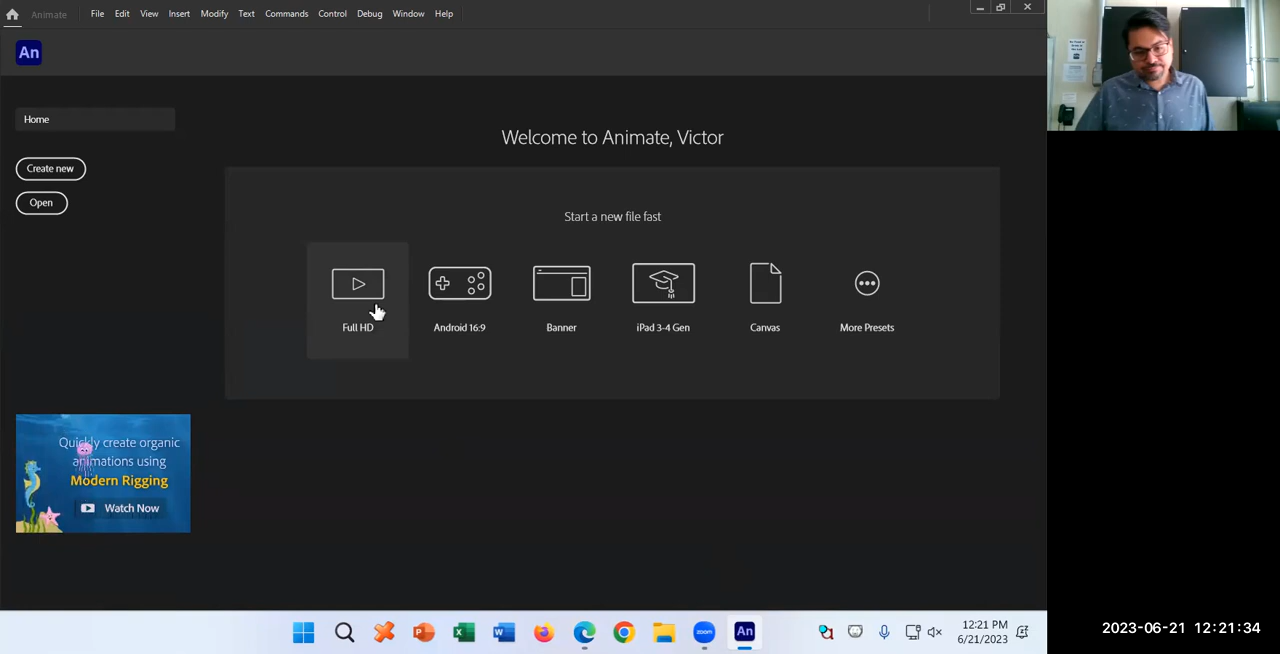 Animate File Edit View Insert Modify Text Commands Control Debug Window Help
An
Home
Create new
Open
Welcome to Animate, Victor
Start a new file fast
Full HD
Android 16:9
Banner
iPad 3-4 Gen
Canvas
More Presets
Quickly create organic
animations using
Modern Rigging
Watch Now
P
X
W
zoom
An
12:21 PM
6/21/2023
2023-06-21 12:21:34